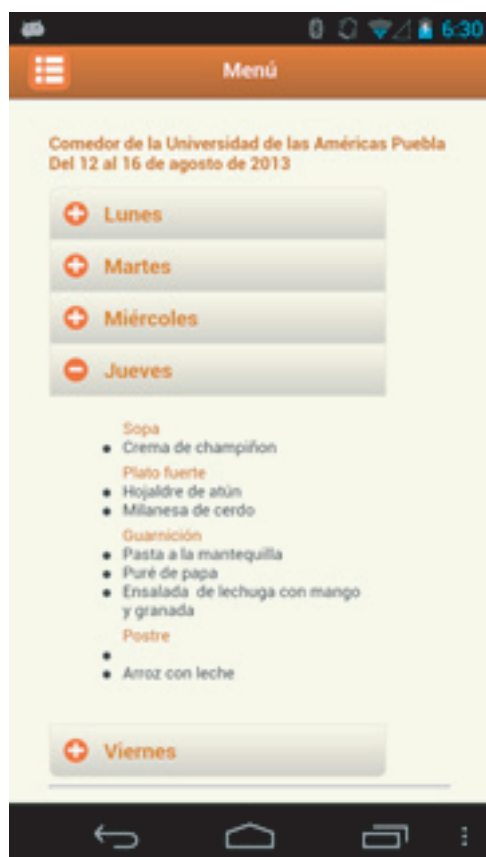 6:30
Menú
Comedor de la Universidad de las Américas Puebla
Del 12 al 16 de agosto de 2013
Lunes
Martes
Miércoles
Jueves
Sopa
Crema de champiñon
Plato fuerte
Hojaldre de atún
Milanesa de cerdo
Guarnición
Pasta a la mantequilla
Puré de papa
Ensalada de lechuga con mango
y granada
Postre
Arroz con leche
Viernes